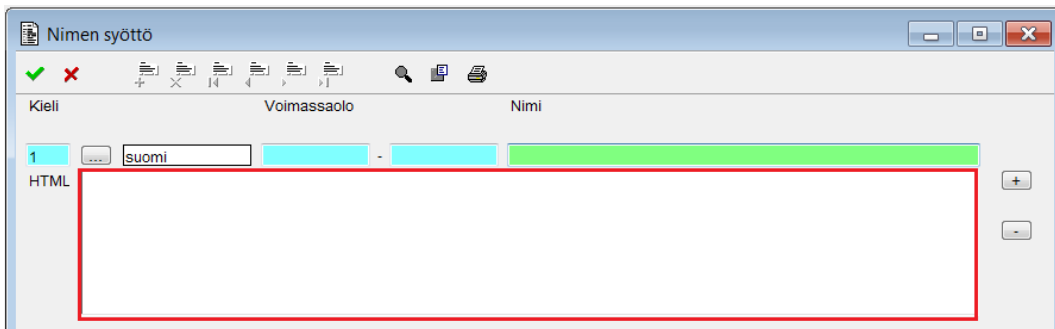 Nimen syöttö
Kieli Voimassaolo Nimi
1 ... suomi -
HTML +
-